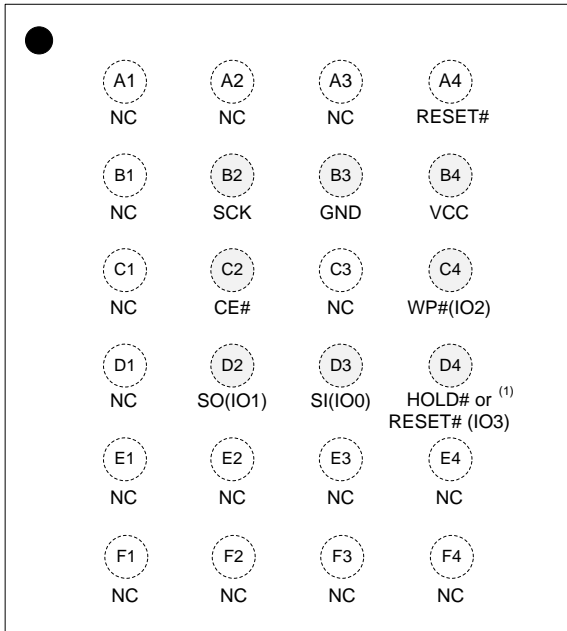 A1 A2 A3 A4
NC NC NC RESET#
B1 B2 B3 B4
NC SCK GND VCC
C1 C2 C3 C4
NC CE# NC WP#(IO2)
D1 D2 D3 D4
NC SO(IO1) SI(IO0) HOLD# or (1)
RESET# (IO3)
E1 E2 E3 E4
NC NC NC NC
F1 F2 F3 F4
NC NC NC NC